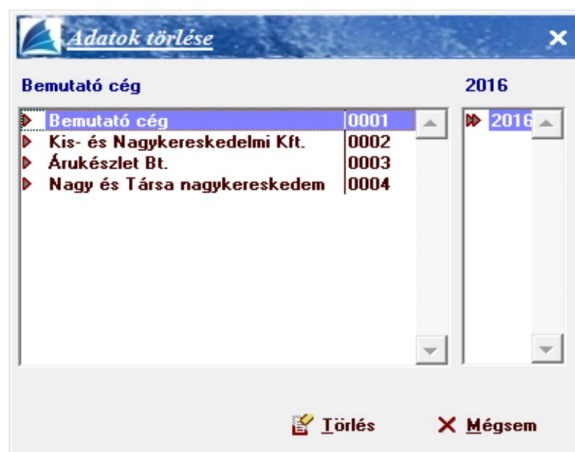 Adatok törlése
Bemutató cég 2016
Bemutató cég 0001 2016
Kis- és Nagykereskedelmi Kft. 0002
Árukészlet Bt. 0003
Nagy és Társa nagykereskedem 0004
Törlés Mégsem